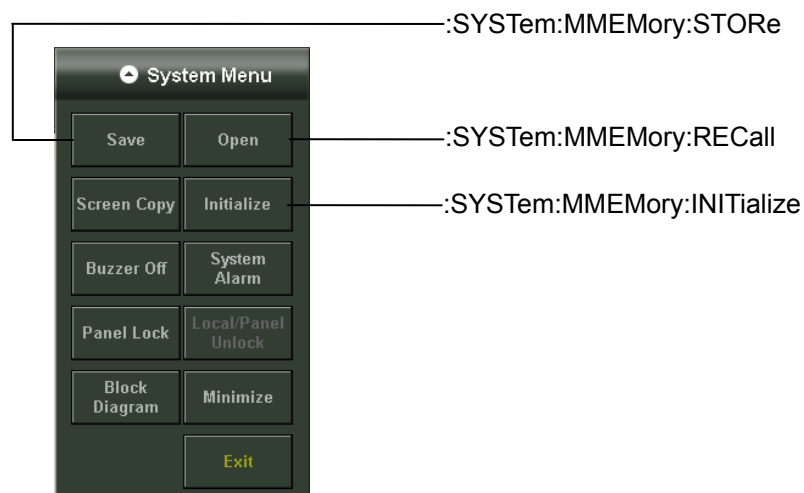 :SYSTem:MMEMory:STORe
System Menu
Save
Open
:SYSTem:MMEMory:RECall
Screen Copy
Initialize
:SYSTem:MMEMory:INITialize
Buzzer Off
System
Alarm
Panel Lock
Local/Panel
Unlock
Block
Diagram
Minimize
Exit